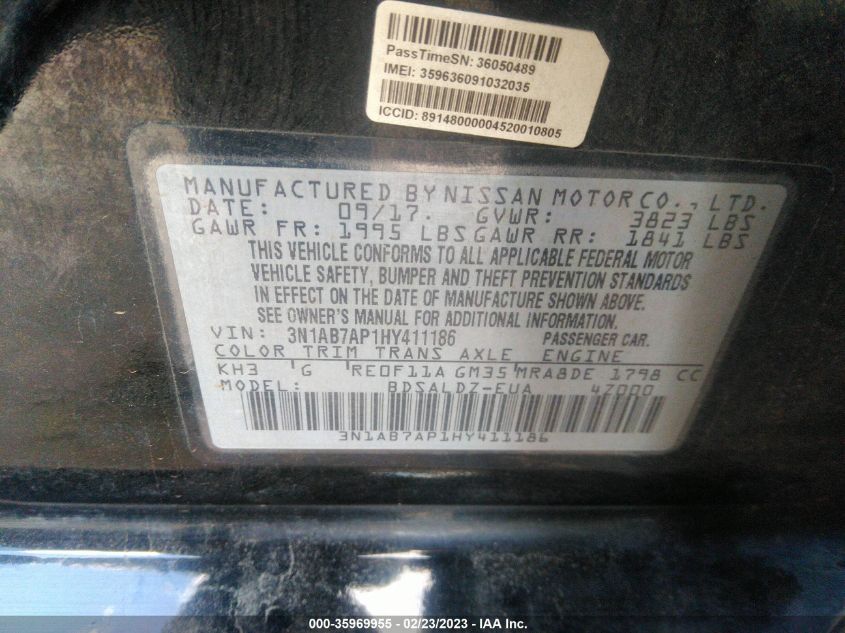 PassTimeSN: 36050489
IMEI: 359636091032035
ICCID: 89148000004520010805
MANUFACTURED BY NISSAN MOTOR CO., LTD.
DATE: 09/17. GVWR: 3823 LBS
GAWR FR: 1995 LBS GAWR RR: 1841 LBS
THIS VEHICLE CONFORMS TO ALL APPLICABLE FEDERAL MOTOR
VEHICLE SAFETY, BUMPER AND THEFT PREVENTION STANDARDS
IN EFFECT ON THE DATE OF MANUFACTURE SHOWN ABOVE.
SEE OWNER'S MANUAL FOR ADDITIONAL INFORMATION.
VIN: 3N1AB7AP1HY411186 PASSENGER CAR.
COLOR TRIM TRANS AXLE ENGINE
KH3 'G 'RE0F11A GM35 'MRA8DE 1798 CC
MODEL: BDSALDZ-EUA 4Z000
3N1AB7AP1HY411186
000-35969955 - 02/23/2023 - IAA Inc.